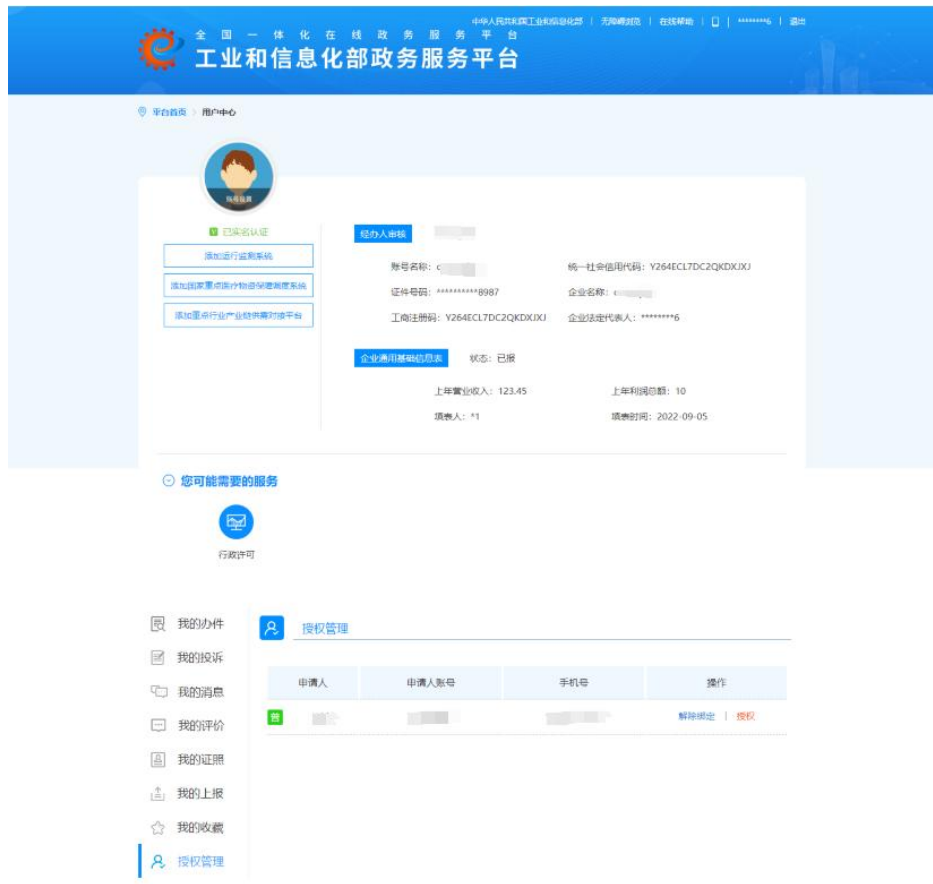 中华人民共和国工业和信息化部 | 无障碍浏览 | 在线帮助 | | ********6 | 退出
全国一体化在线政务服务平台
工业和信息化部政务服务平台
平台首页 > 用户中心
账号信息
已实名认证
添加运行监测系统
添加国家重点医疗物资保障调度系统
添加重点行业产业链供需对接平台
经办人审核
账号名称: c
统一社会信用代码: Y264ECL7DC2QKDXJXJ
证件号码: **********8987
企业名称:
工商注册码: Y264ECL7DC2QKDXJXJ
企业法定代表人: ********6
企业通用基础信息表 状态: 已报
上年营业收入: 123.45
上年利润总额: 10
填表人: *1
填表时间: 2022-09-05
您可能需要的服务
行政许可
我的办件
我的投诉
我的消息
我的评价
我的证照
我的上报
我的收藏
授权管理
授权管理
申请人 申请人账号 手机号 操作
普 解除绑定 | 授权